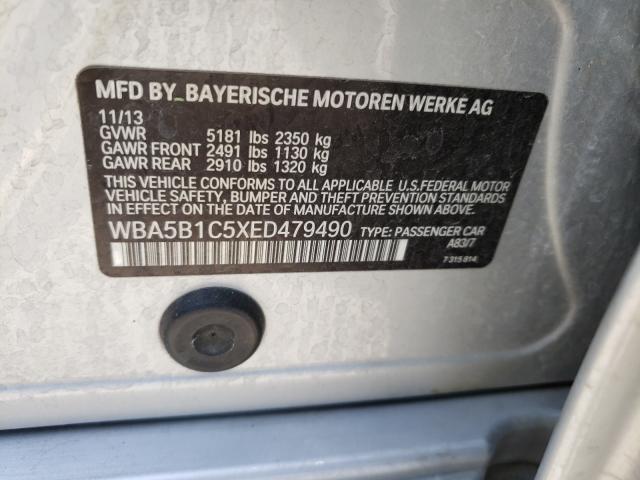 MFD BY BAYERISCHE MOTOREN WERKE AG
11/13
GVWR 5181 lbs 2350 kg
GAWR FRONT 2491 lbs 1130 kg
GAWR REAR 2910 lbs 1320 kg
THIS VEHICLE CONFORMS TO ALL APPLICABLE U.S.FEDERAL MOTOR
VEHICLE SAFETY, BUMPER AND THEFT PREVENTION STANDARDS
IN EFFECT ON THE DATE OF MANUFACTURE SHOWN ABOVE.
WBA5B1C5XED479490 TYPE: PASSENGER CAR
A83/7
7 315 814